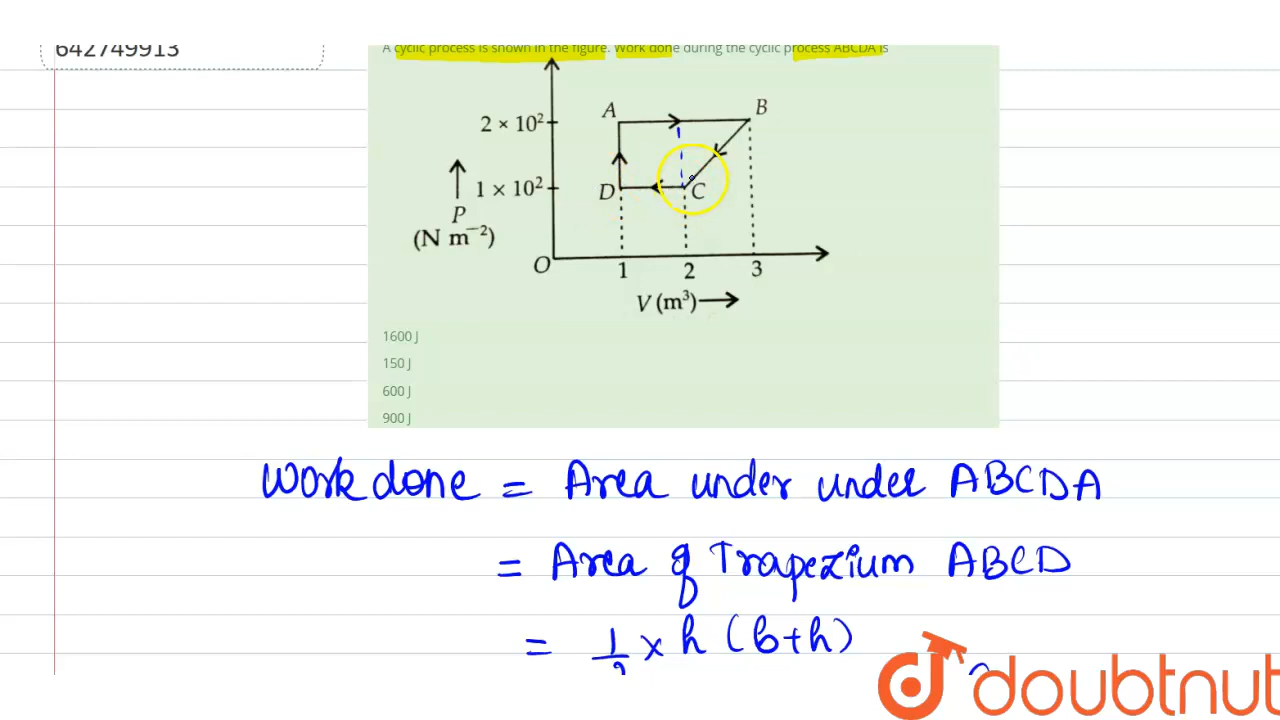 642749913
A cyclic process is shown in the figure. Work done during the cyclic process ABCDA is
A
B
2 × 10²
1 × 10²
D
C
P
(N m⁻²)
O
1
2
3
V (m³)
1600 J
150 J
600 J
900 J
Work done = Area under under ABCDA
= Area of Trapezium ABCD
= 1/2 × h (b+h)
doubtnut